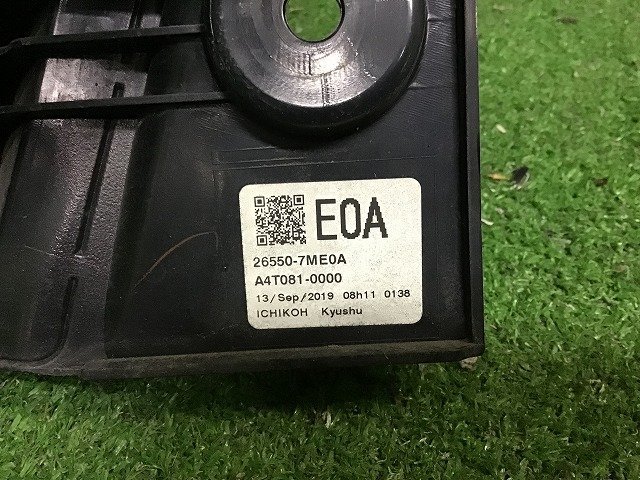 E0A
26550-7ME0A
A4T081-0000
13/Sep/2019 08h11 0138
ICHIKOH Kyushu